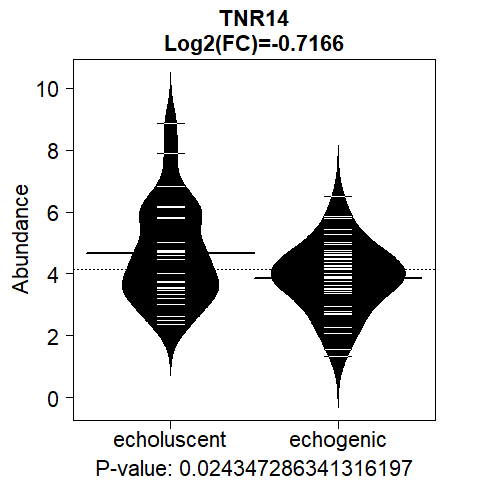 TNR14
Log2(FC)=-0.7166
10
8
6
4
2
0
Abundance
echoluscent echogenic
P-value: 0.024347286341316197